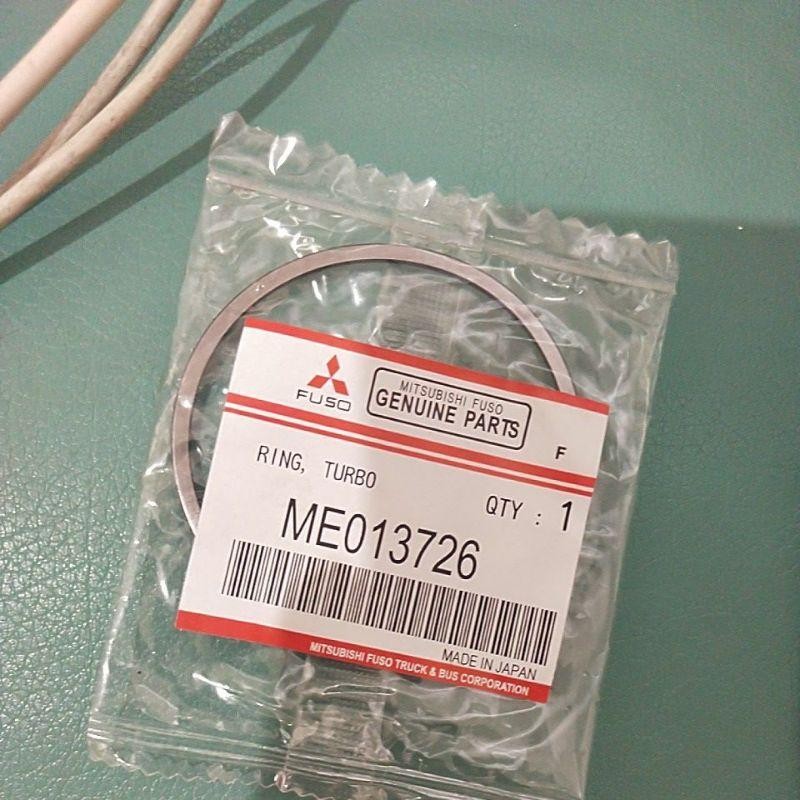 FUSO
MITSUBISHI FUSO
GENUINE PARTS
F
RING, TURBO
QTY : 1
ME013726
MADE IN JAPAN
MITSUBISHI FUSO TRUCK & BUS CORPORATION